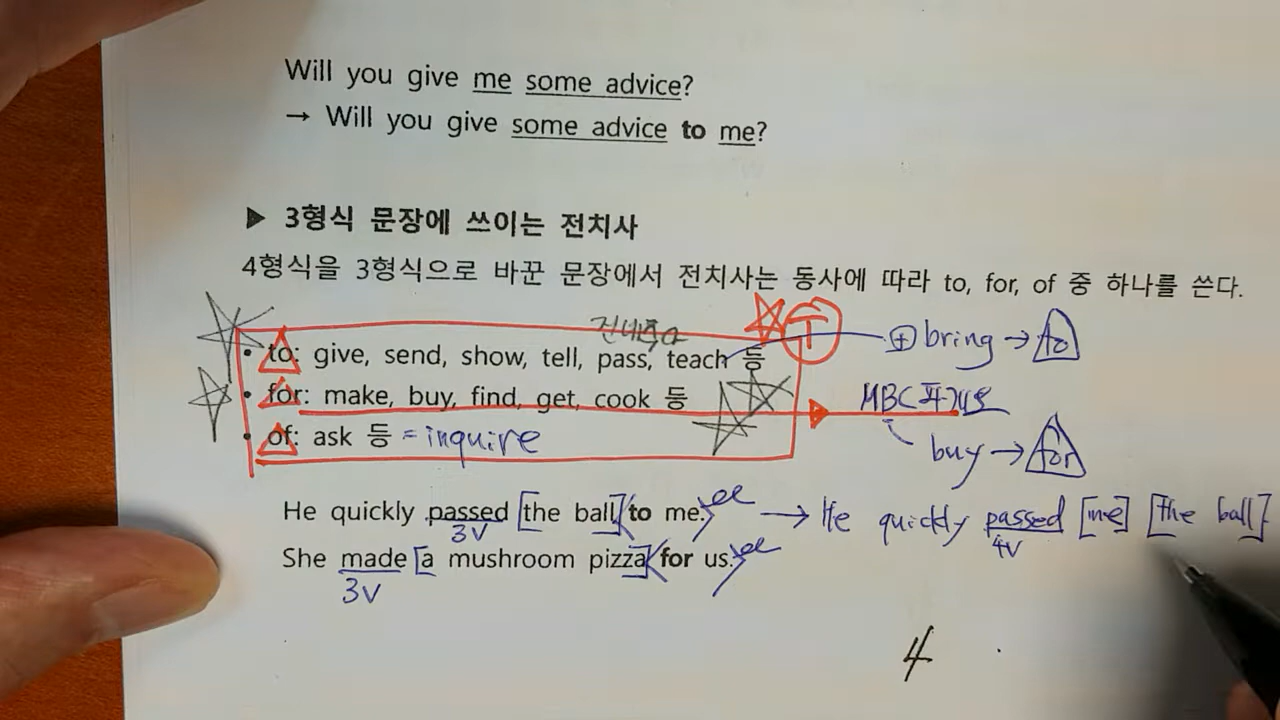 Will you give me some advice?
→ Will you give some advice to me?
▶ 3형식 문장에 쓰이는 전치사
4형식을 3형식으로 바꾼 문장에서 전치사는 동사에 따라 to, for, of 중 하나를 쓴다.
건네주다
T
• to: give, send, show, tell, pass, teach 등
⊕ bring → to
• for: make, buy, find, get, cook 등
MBC
• of: ask 등 = inquire
buy → for
He quickly passed [the ball] to me. → He quickly passed [me] [the ball]
3V
4V
She made [a mushroom pizza] for us.
3V
4